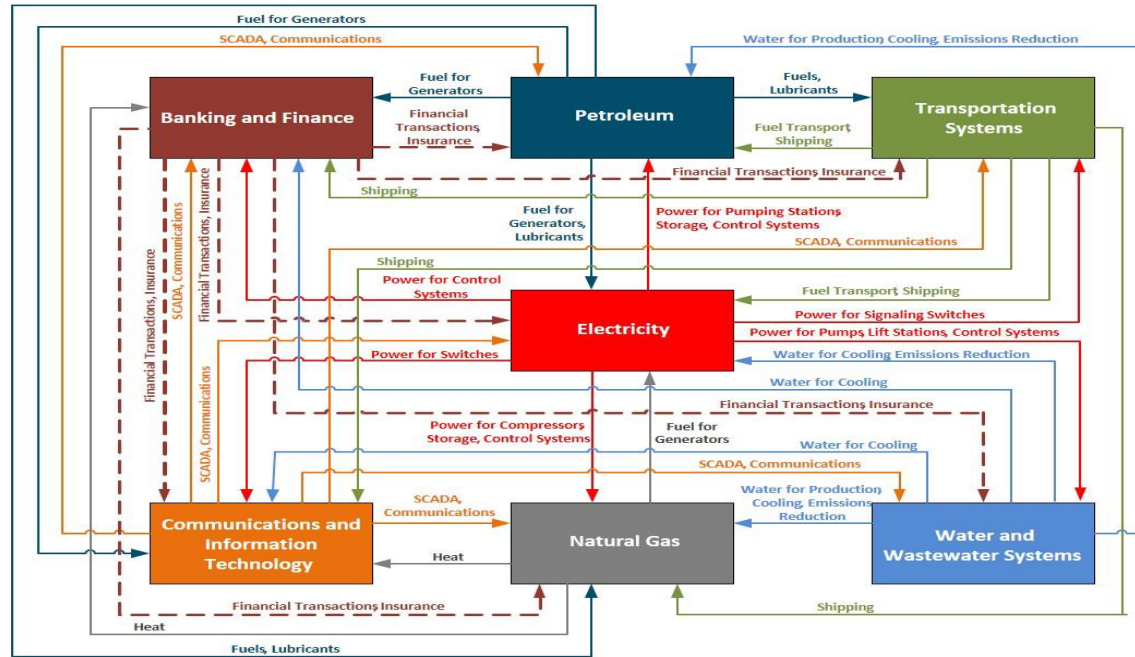 Fuel for Generators
SCADA, Communications
Water for Production, Cooling, Emissions Reduction
Banking and Finance
Fuel for
Generators
Financial
Transactions,
Insurance
Petroleum
Fuels,
Lubricants
Fuel Transport, Shipping
Transportation
Systems
Financial Transactions, Insurance
Shipping
Fuel for
Generators,
Lubricants
Power for Pumping Stations,
Storage, Control Systems
SCADA, Communications
Shipping
Financial Transactions, Insurance
SCADA, Communications
Financial Transactions, Insurance
Power for Control
Systems
Electricity
Fuel Transport, Shipping
Power for Signaling Switches
Power for Pumps, Lift Stations, Control Systems
Power for Switches
Water for Cooling, Emissions Reduction
Water for Cooling
SCADA, Communications
Financial Transactions, Insurance
Power for Compressors,
Storage, Control Systems
Fuel for
Generators
Water for Cooling
SCADA, Communications
Communications and
Information
Technology
SCADA,
Communications
Natural Gas
Water for Production,
Cooling, Emissions
Reduction
Water and
Wastewater Systems
Heat
Financial Transactions, Insurance
Shipping
Heat
Fuels, Lubricants